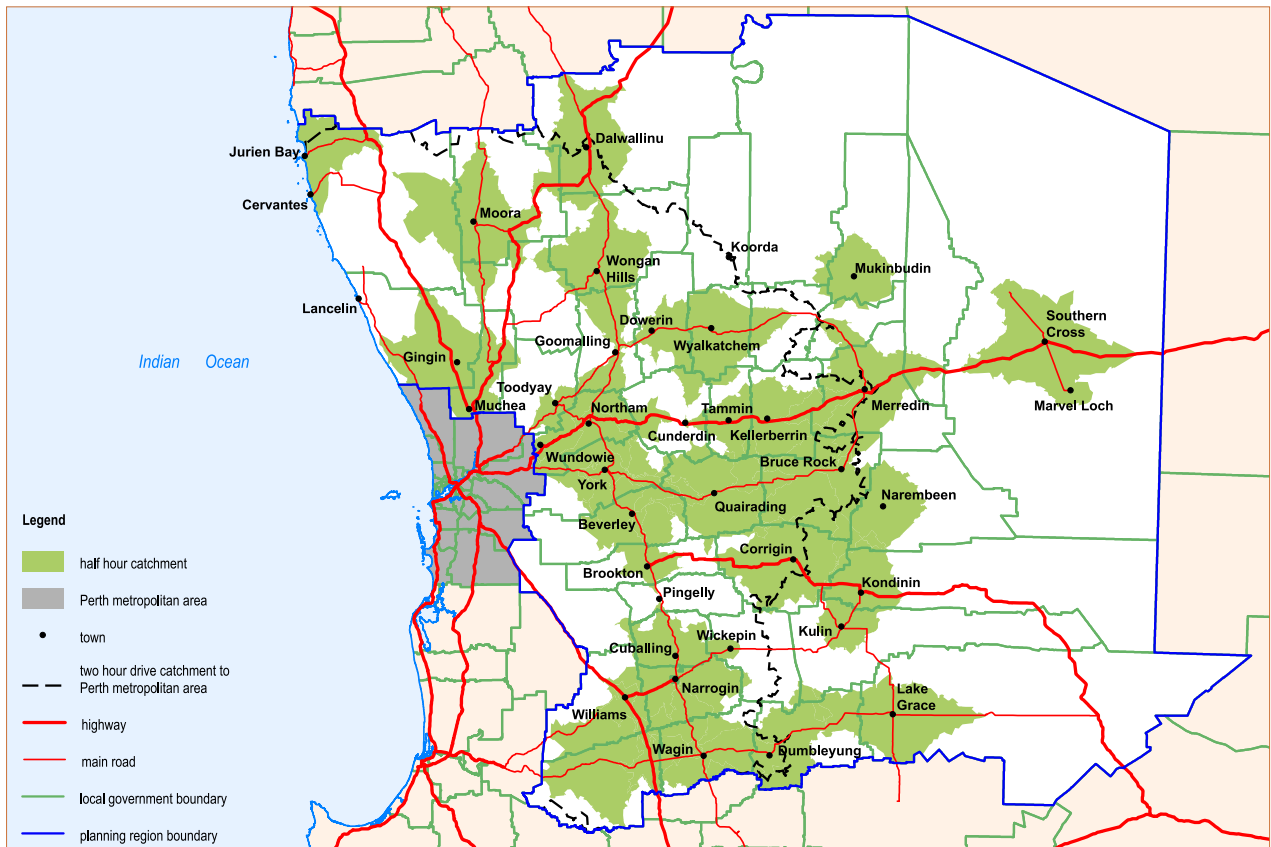 Dalwallinu
Jurien Bay
Cervantes
Moora
Koorda
Wongan
Hills
Mukinbudin
Lancelin
Southern
Cross
Dowerin
Goomalling
Wyalkatchem
Gingin
Indian Ocean
Toodyay
Muchea
Northam
Tammin
Merredin
Marvel Loch
Cunderdin
Kellerberrin
Wundowie
Bruce Rock
York
Narembeen
Quairading
Beverley
Corrigin
Brookton
Kondinin
Pingelly
Kulin
Wickepin
Cuballing
Narrogin
Lake
Grace
Williams
Wagin
Dumbleyung
Legend
half hour catchment
Perth metropolitan area
town
two hour drive catchment to
Perth metropolitan area
highway
main road
local government boundary
planning region boundary